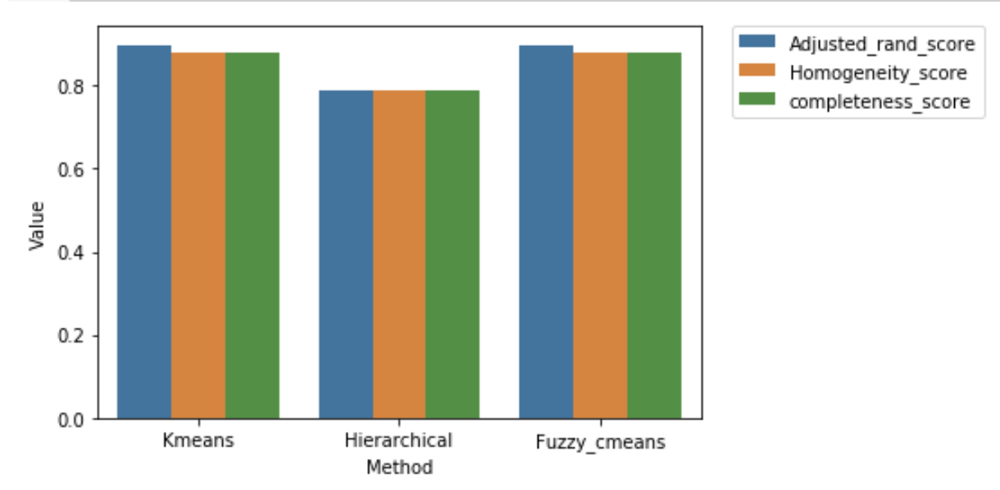 Adjusted_rand_score
Homogeneity_score
completeness_score
0.8
0.6
0.4
0.2
0.0
Value
Kmeans
Hierarchical
Fuzzy_cmeans
Method